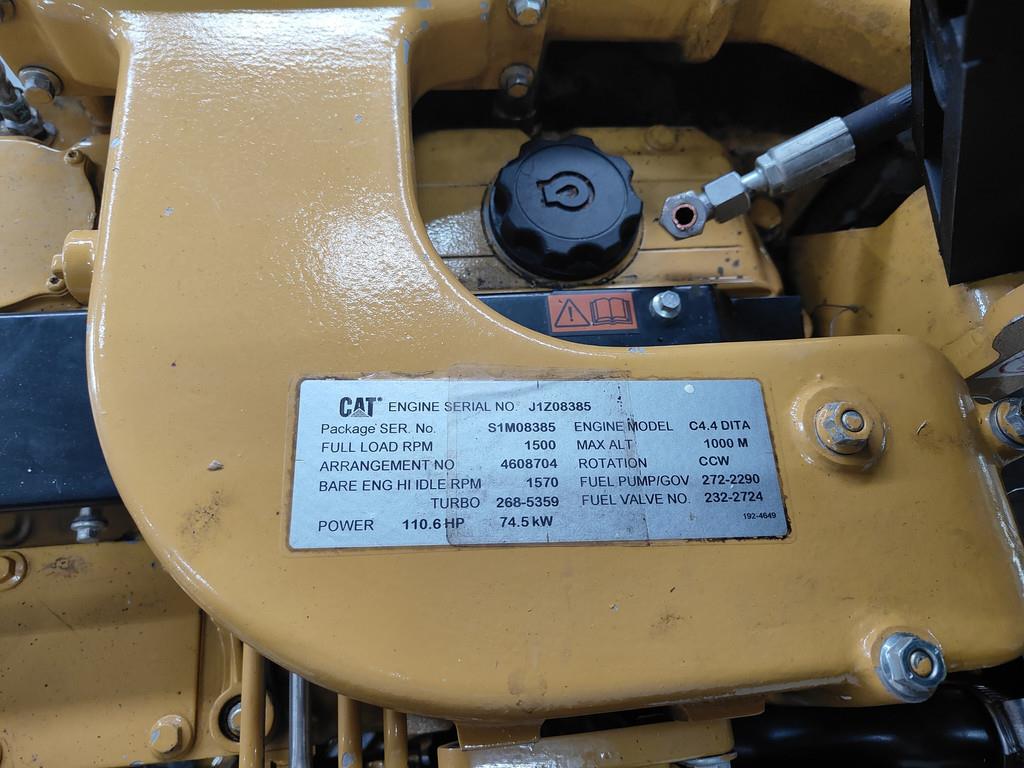 CAT® ENGINE SERIAL NO. J1Z08385
Package SER. No. S1M08385 ENGINE MODEL C4.4 DITA
FULL LOAD RPM 1500 MAX ALT 1000 M
ARRANGEMENT NO 4608704 ROTATION CCW
BARE ENG HI IDLE RPM 1570 FUEL PUMP/GOV 272-2290
TURBO 268-5359 FUEL VALVE NO. 232-2724
POWER 110.6 HP 74.5 kW 192-4649